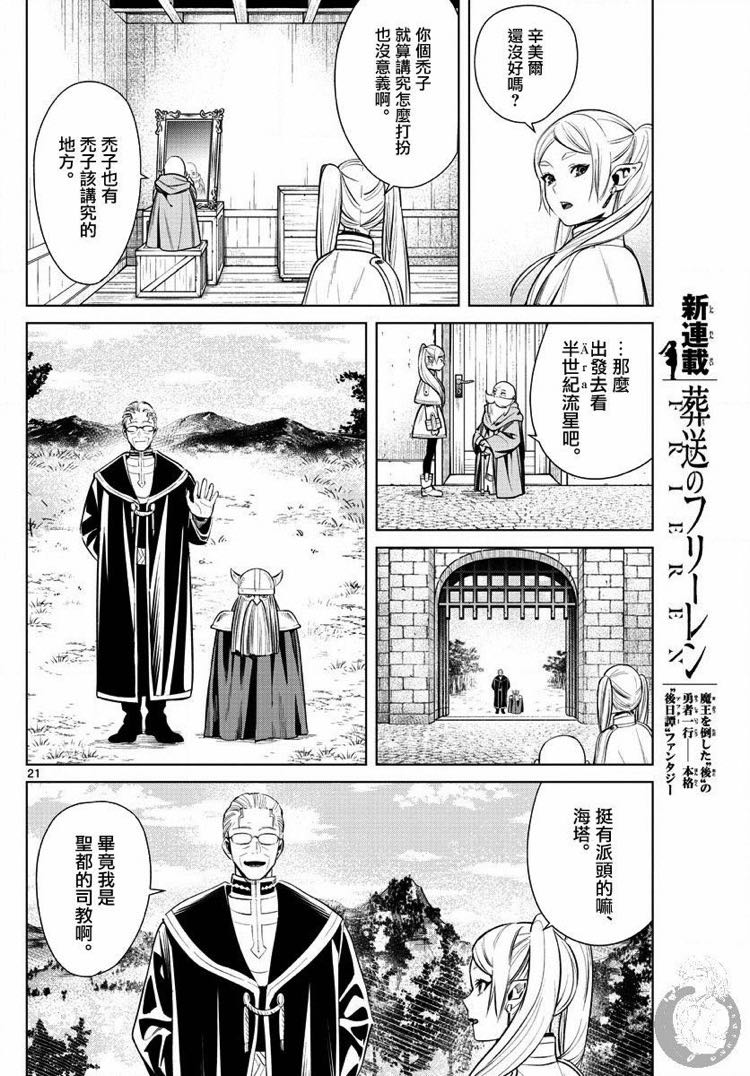 辛美爾
還沒好嗎？
你個禿子
就算講究怎麼打扮
也沒意義啊。
禿子也有
禿子該講究的
地方。
…那麼
出發去看
Ära
半世紀流星吧。
21
挺有派頭的嘛、
海塔。
畢竟我是
聖都的司教啊。
新連載
葬送のフリーレン
FRIEREN
魔王を倒した“後”の
勇者一行——本格
“後日譚”ファンタジー